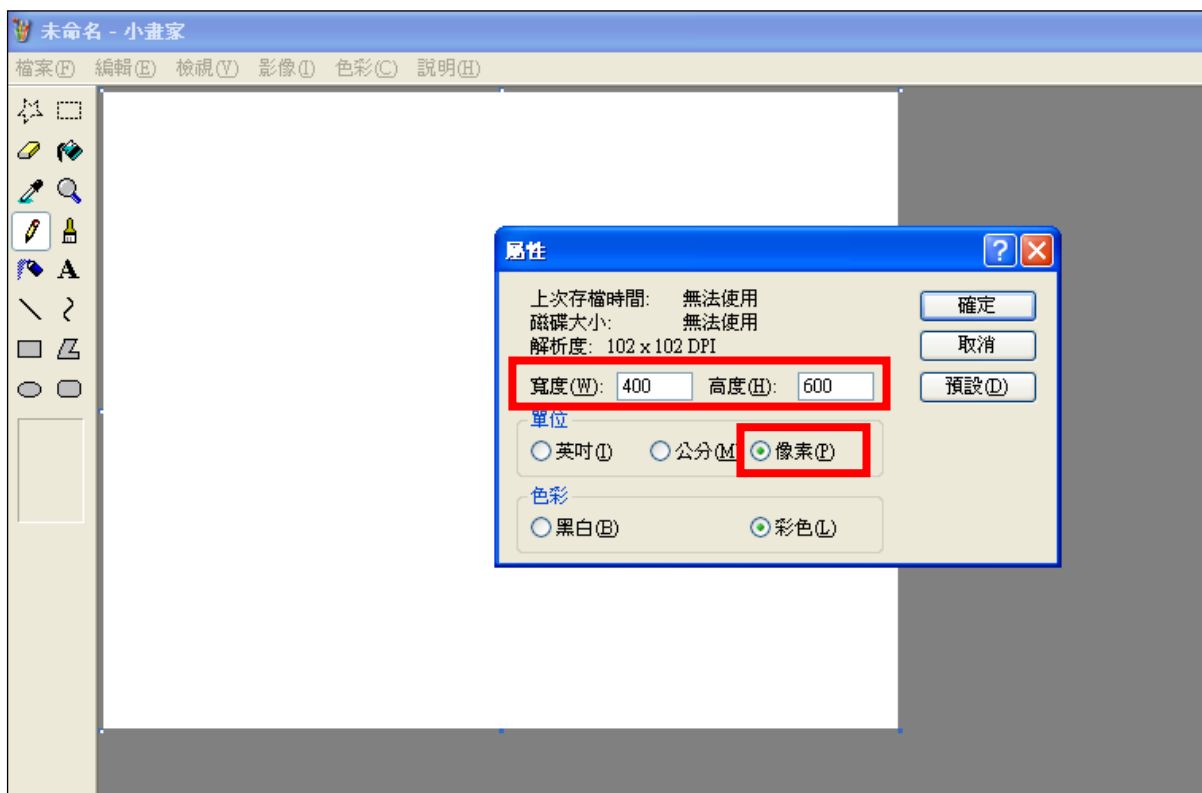 未命名 - 小畫家
檔案(F) 編輯(E) 檢視(V) 影像(I) 色彩(C) 說明(H)
A
屬性
上次存檔時間: 無法使用
磁碟大小: 無法使用
解析度: 102 x 102 DPI
寬度(W): 400 高度(H): 600
單位
英吋(I) 公分(M 像素(P)
色彩
黑白(B) 彩色(L)
確定
取消
預設(D)